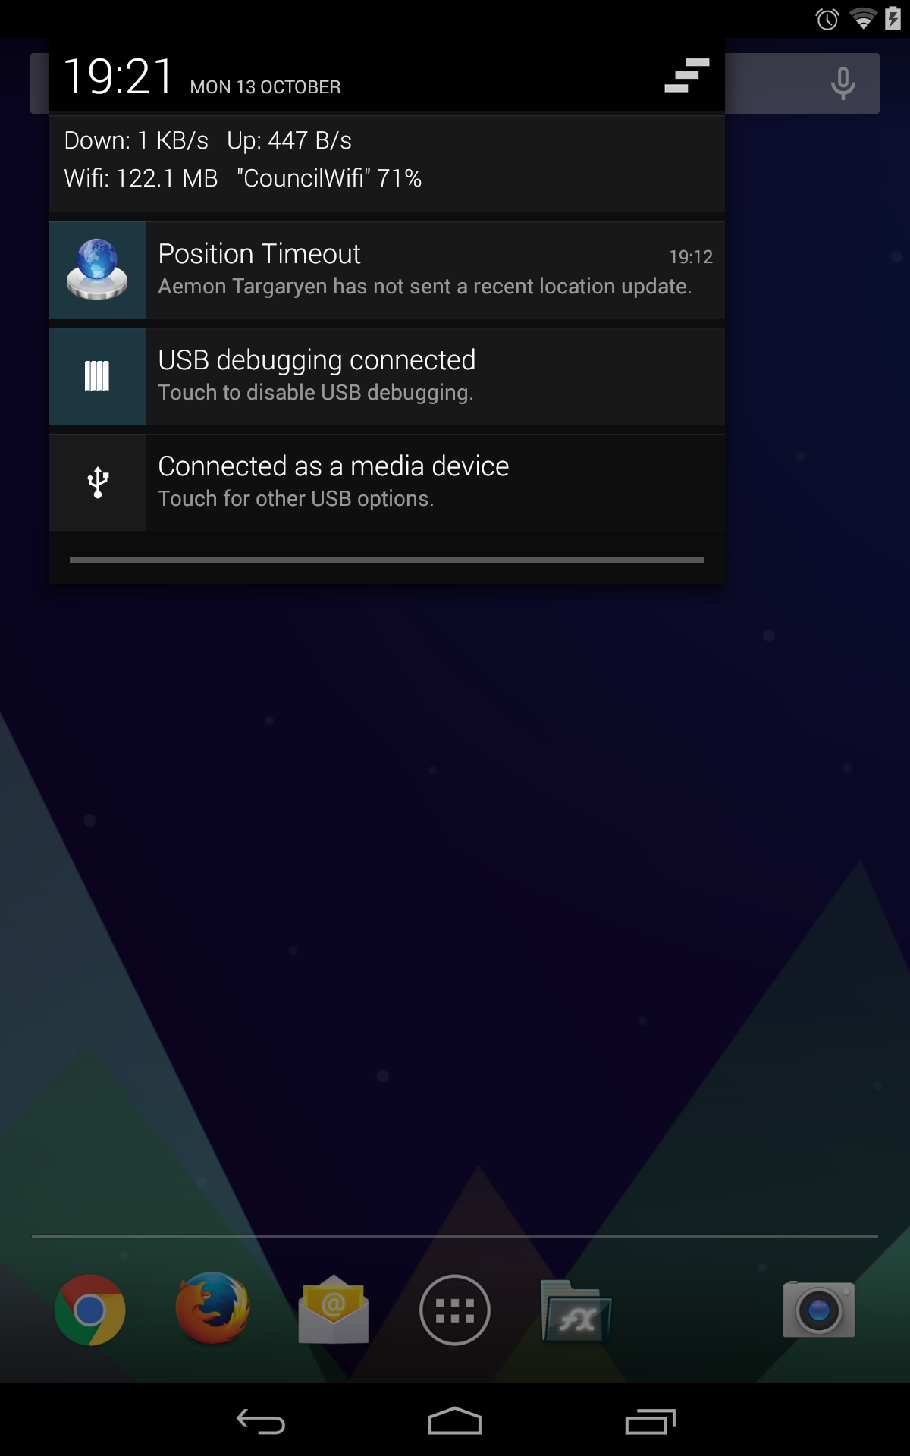 19:21 MON 13 OCTOBER
Down: 1 KB/s Up: 447 B/s
Wifi: 122.1 MB "CouncilWifi" 71%
Position Timeout 19:12
Aemon Targaryen has not sent a recent location update.
USB debugging connected
Touch to disable USB debugging.
Connected as a media device
Touch for other USB options.
@
fx